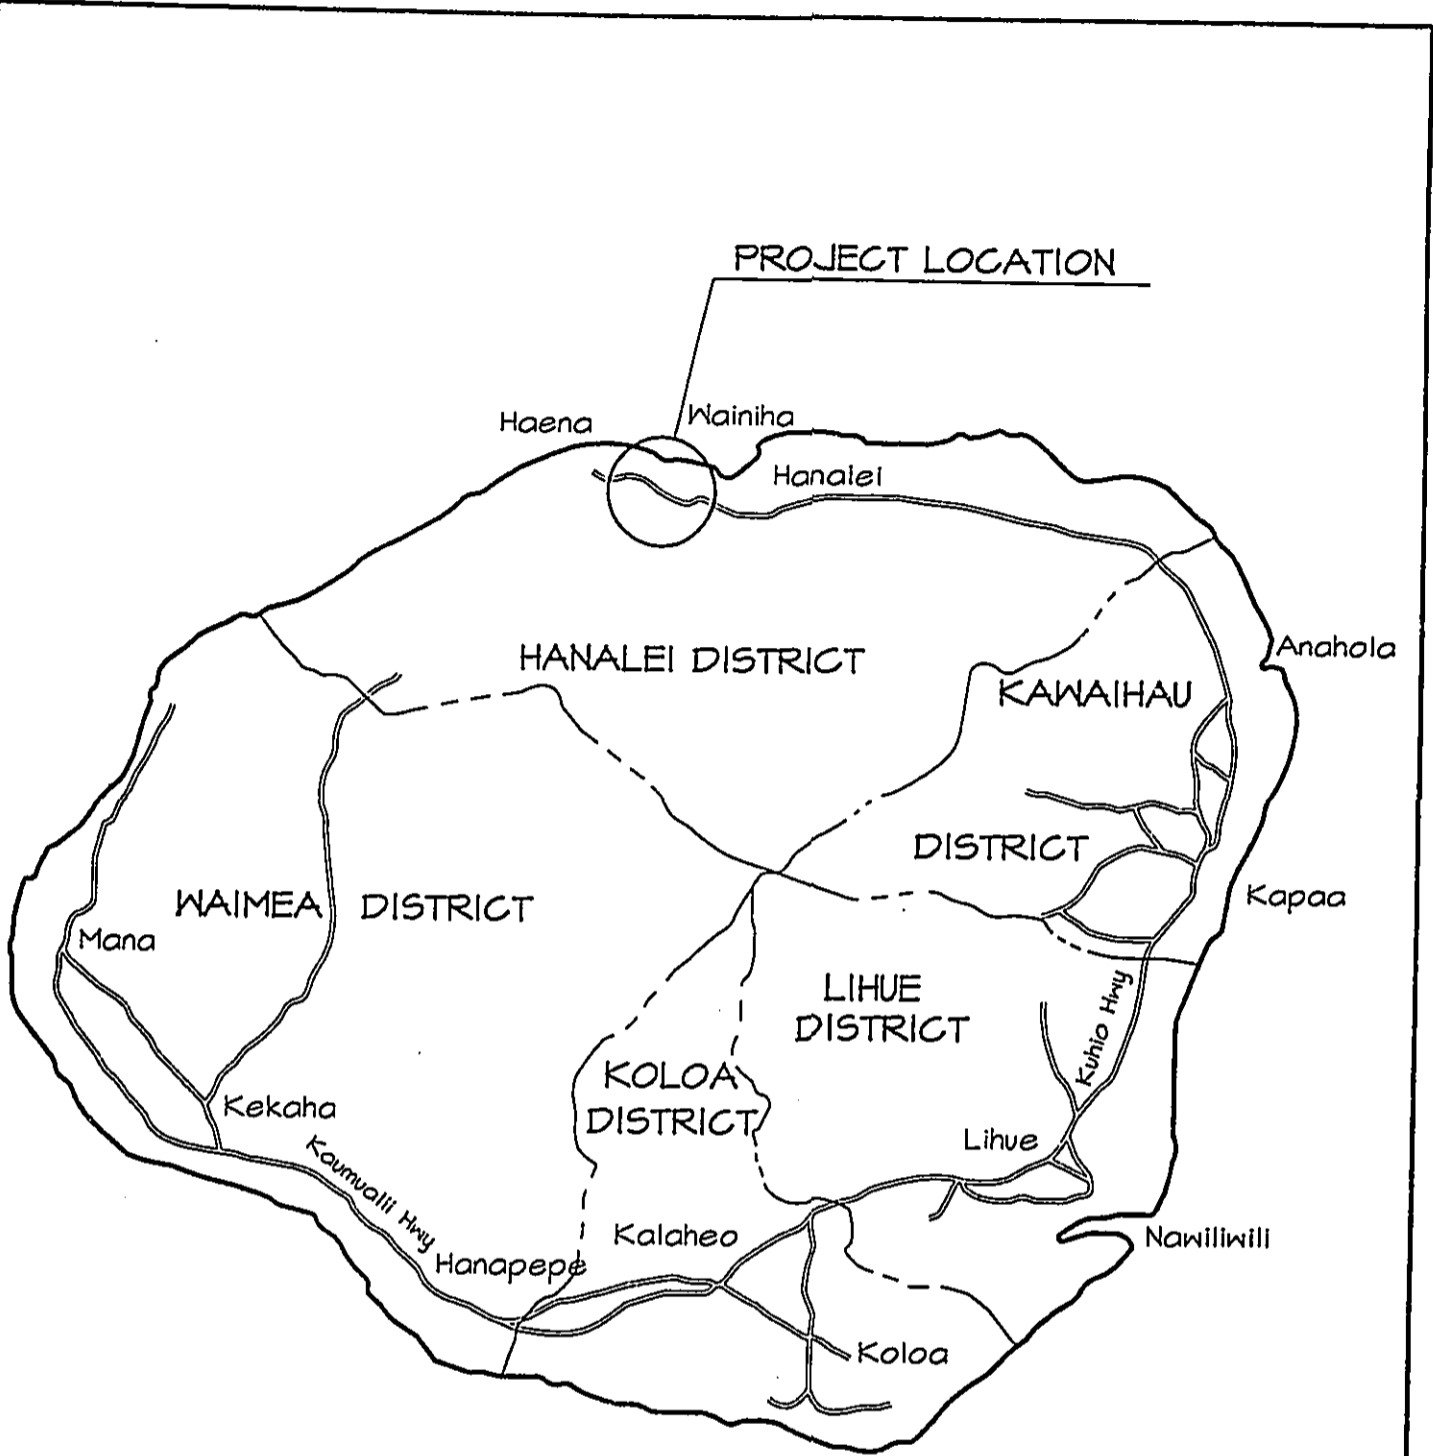 PROJECT LOCATION
Haena
Wainiha
Hanalei
HANALEI DISTRICT
Anahola
KAWAIHAU
DISTRICT
WAIMEA DISTRICT
Kapaa
Mana
LIHUE
DISTRICT
Kuhio Hwy
KOLOA
DISTRICT
Kekaha
Lihue
Kaumualii Hwy
Kalaheo
Nawiliwili
Hanapepe
Koloa